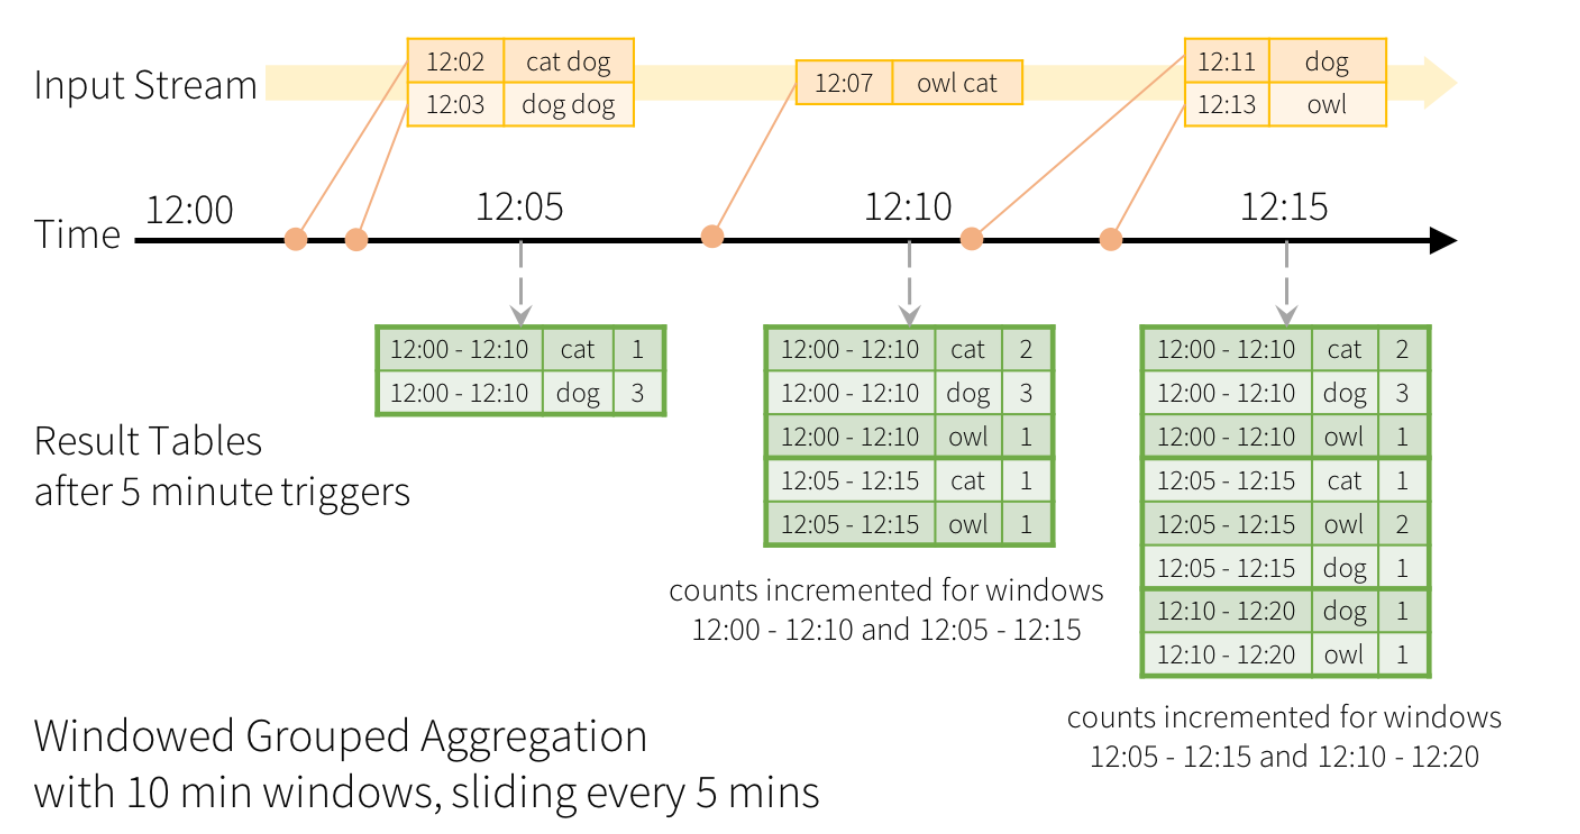 Input Stream
12:02 cat dog
12:03 dog dog
12:07 owl cat
12:11 dog
12:13 owl
12:00 12:05 12:10 12:15
Time
12:00 - 12:10 cat 1
12:00 - 12:10 dog 3
12:00 - 12:10 cat 2
12:00 - 12:10 dog 3
12:00 - 12:10 owl 1
12:05 - 12:15 cat 1
12:05 - 12:15 owl 1
12:00 - 12:10 cat 2
12:00 - 12:10 dog 3
12:00 - 12:10 owl 1
12:05 - 12:15 cat 1
12:05 - 12:15 owl 2
12:05 - 12:15 dog 1
12:10 - 12:20 dog 1
12:10 - 12:20 owl 1
Result Tables
after 5 minute triggers
counts incremented for windows
12:00 - 12:10 and 12:05 - 12:15
counts incremented for windows
12:05 - 12:15 and 12:10 - 12:20
Windowed Grouped Aggregation
with 10 min windows, sliding every 5 mins